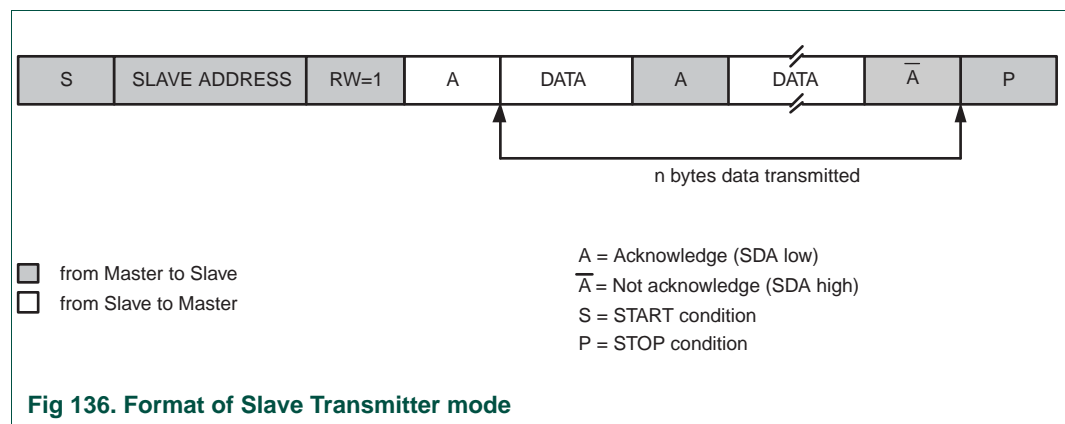 S SLAVE ADDRESS RW=1 A DATA A DATA A̅ P
n bytes data transmitted
from Master to Slave
from Slave to Master
A = Acknowledge (SDA low)
A̅ = Not acknowledge (SDA high)
S = START condition
P = STOP condition
Fig 136. Format of Slave Transmitter mode